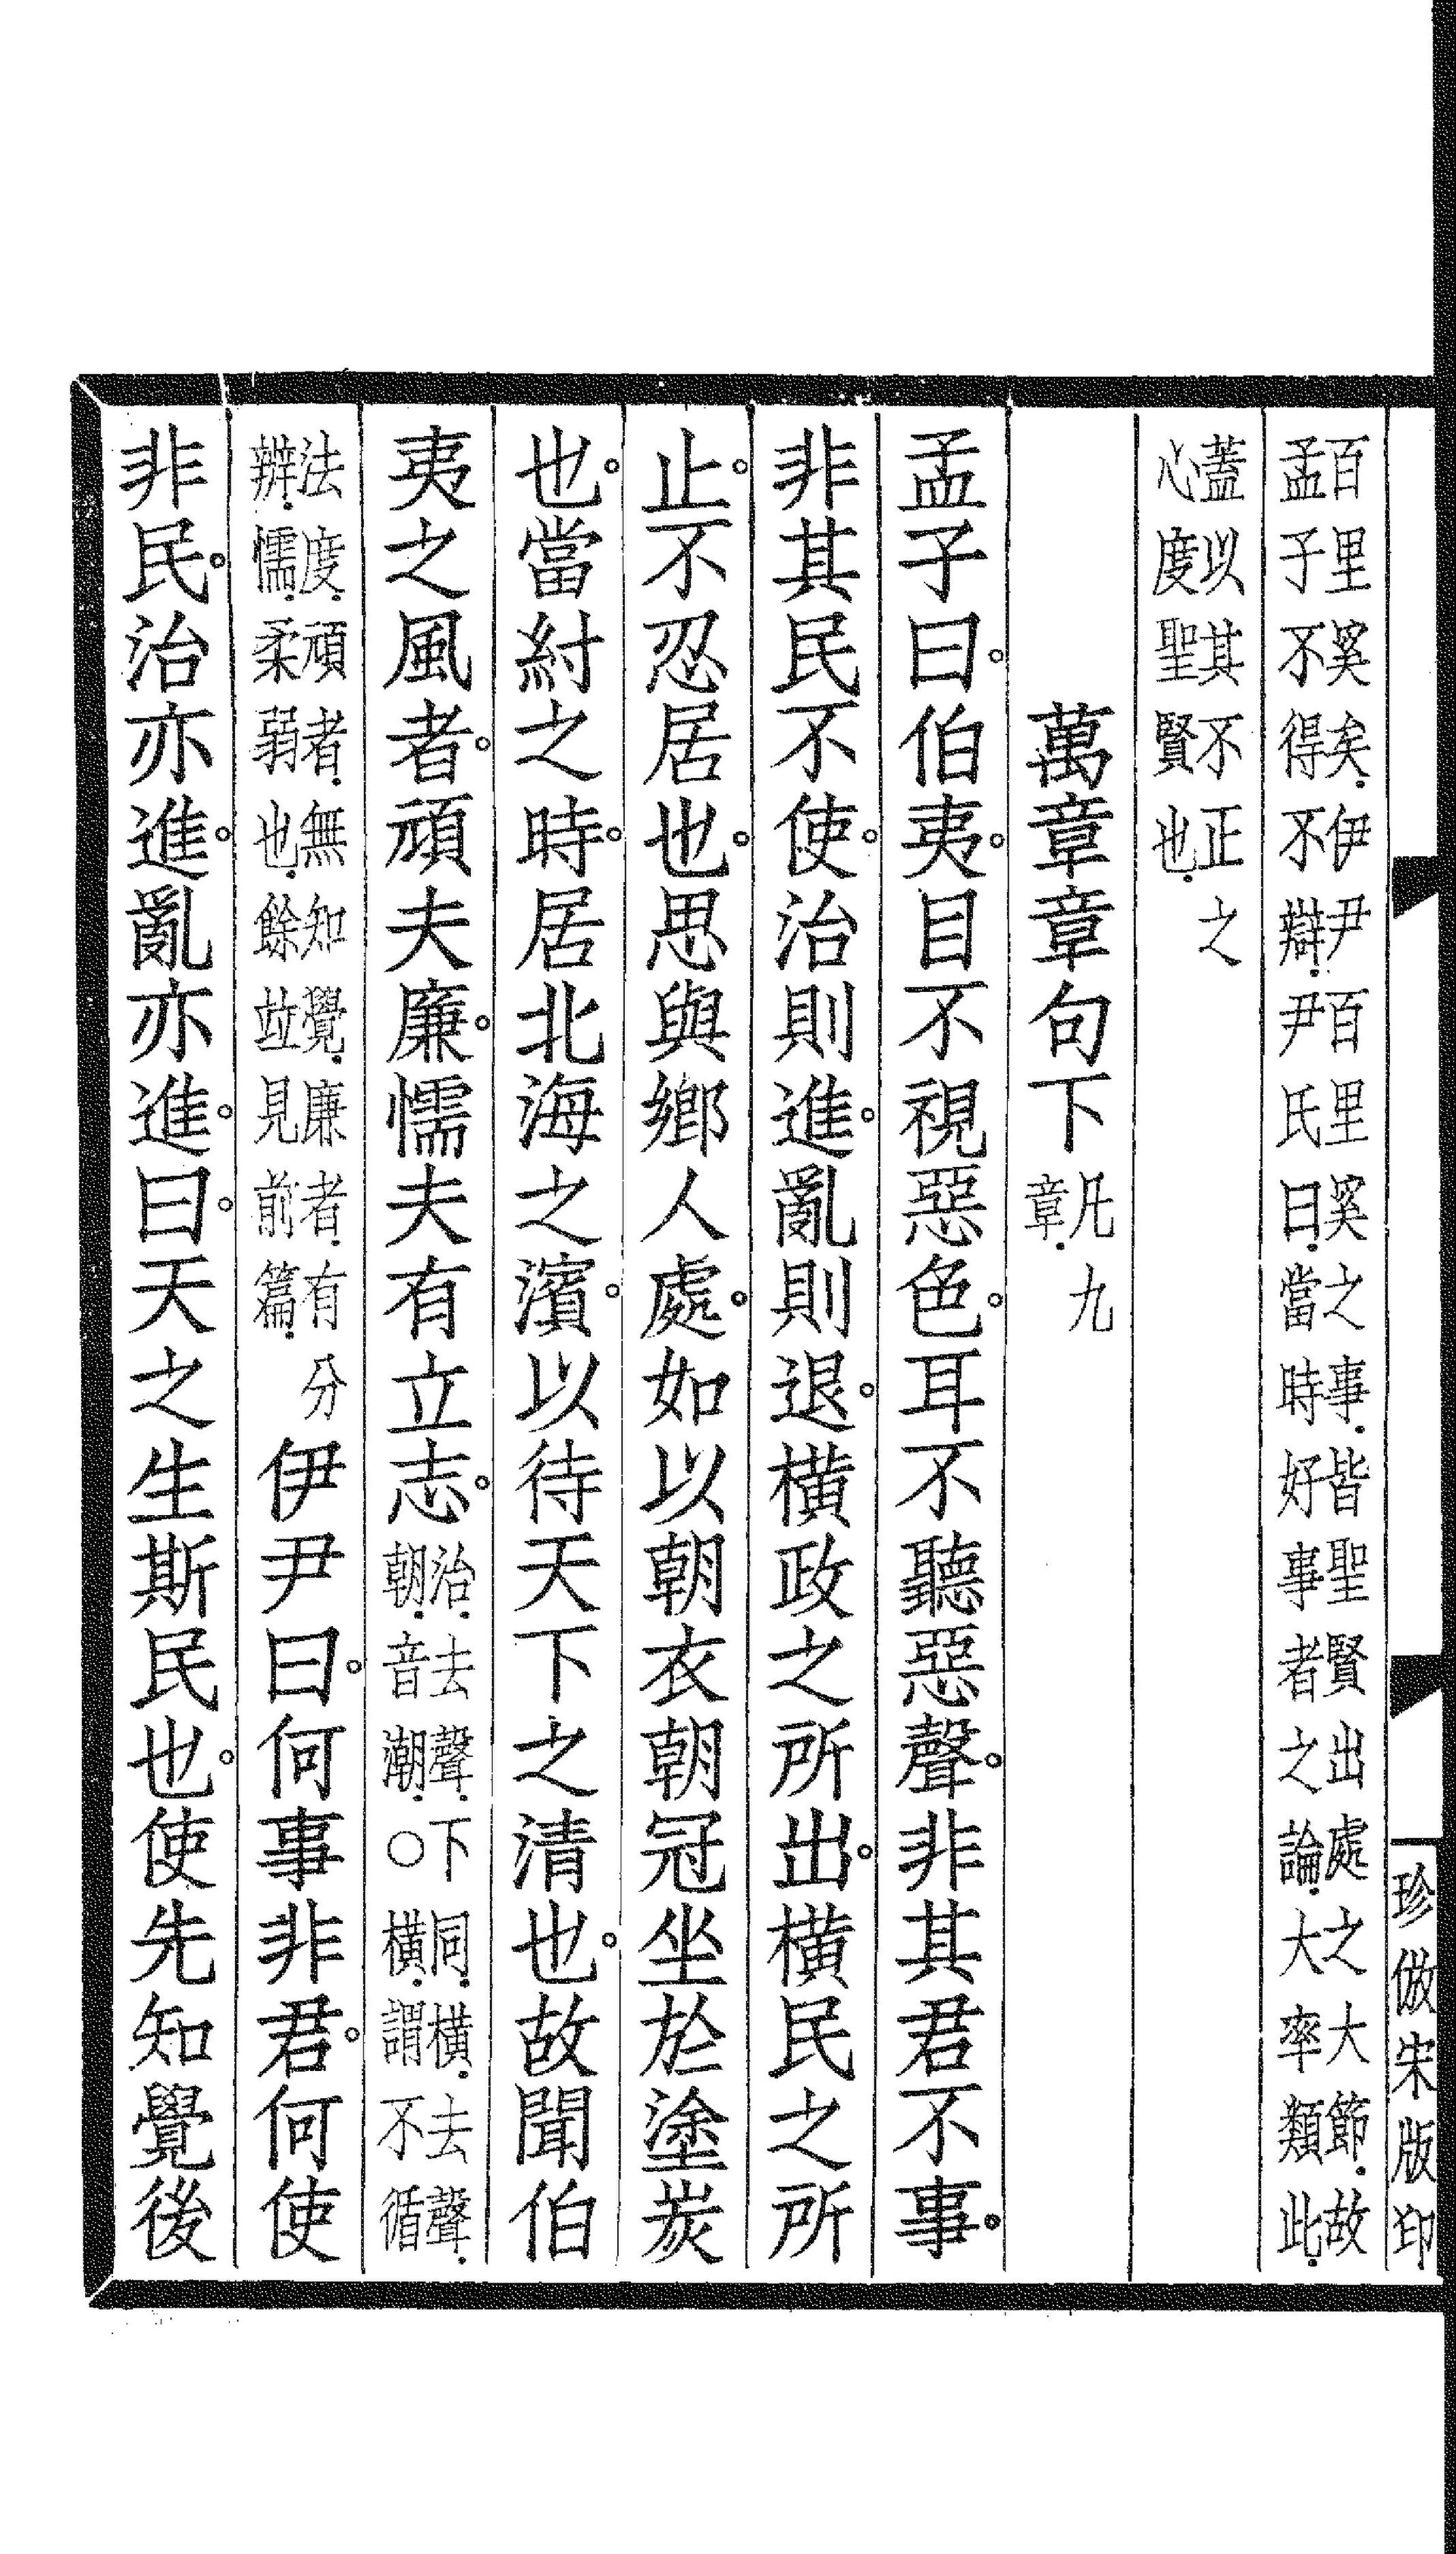 百里奚矣.伊尹百里奚之事.皆聖賢出處之大節.故
孟子不得不辯.尹氏曰.當時好事者之論.大率類此.
蓋以其不正之
心度聖賢也.
萬章章句下
凡九
章.
孟子曰。伯夷。目不視惡色。耳不聽惡聲。非其君不事。
非其民不使。治則進。亂則退。橫政之所出。橫民之所
止。不忍居也。思與鄉人處。如以朝衣朝冠坐於塗炭
也。當紂之時。居北海之濱。以待天下之清也。故聞伯
夷之風者。頑夫廉。懦夫有立志。
治.去聲.下同.橫.去聲.
朝.音潮.○橫.謂不循
法度.頑者.無知覺.廉者.有分
辨.懦.柔弱也.餘竝見前篇.
伊尹曰。何事非君。何使
非民。治亦進。亂亦進。曰。天之生斯民也。使先知覺後
珍倣宋版印